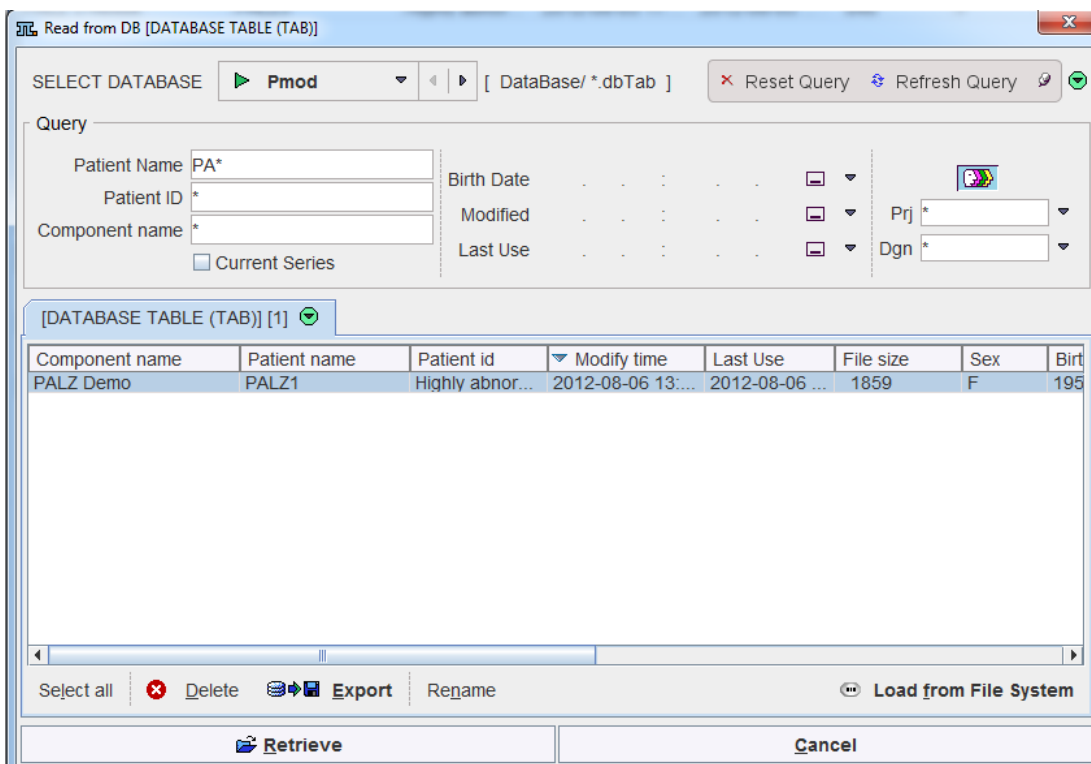 Read from DB [DATABASE TABLE (TAB)]
SELECT DATABASE Pmod [ DataBase/ *.dbTab ] Reset Query Refresh Query
Query
Patient Name PA*
Patient ID *
Component name *
Current Series
Birth Date . . : . .
Modified . . : . .
Last Use . . : . .
Prj *
Dgn *
[DATABASE TABLE (TAB)] [1]
Component name Patient name Patient id Modify time Last Use File size Sex Birt
PALZ Demo PALZ1 Highly abnor... 2012-08-06 13:... 2012-08-06 ... 1859 F 195
Select all Delete Export Rename Load from File System
Retrieve Cancel